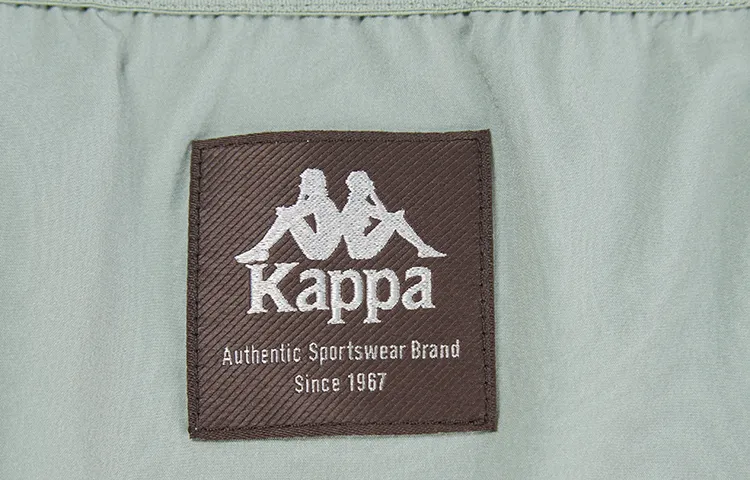 Kappa
Authentic Sportswear Brand
Since 1967